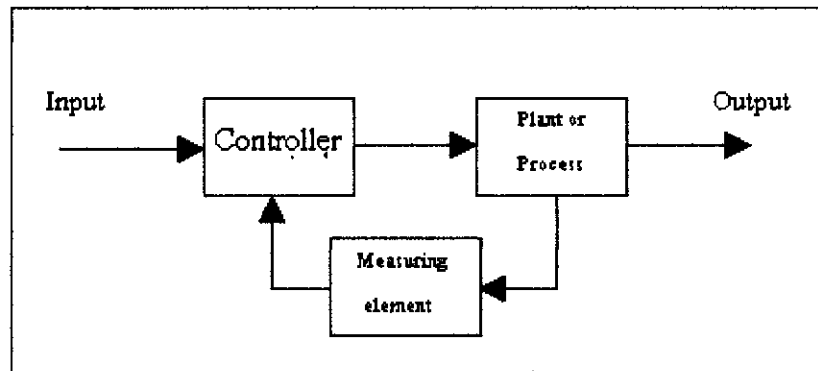 Input
Controller
Plant or
Process
Output
Measuring
element